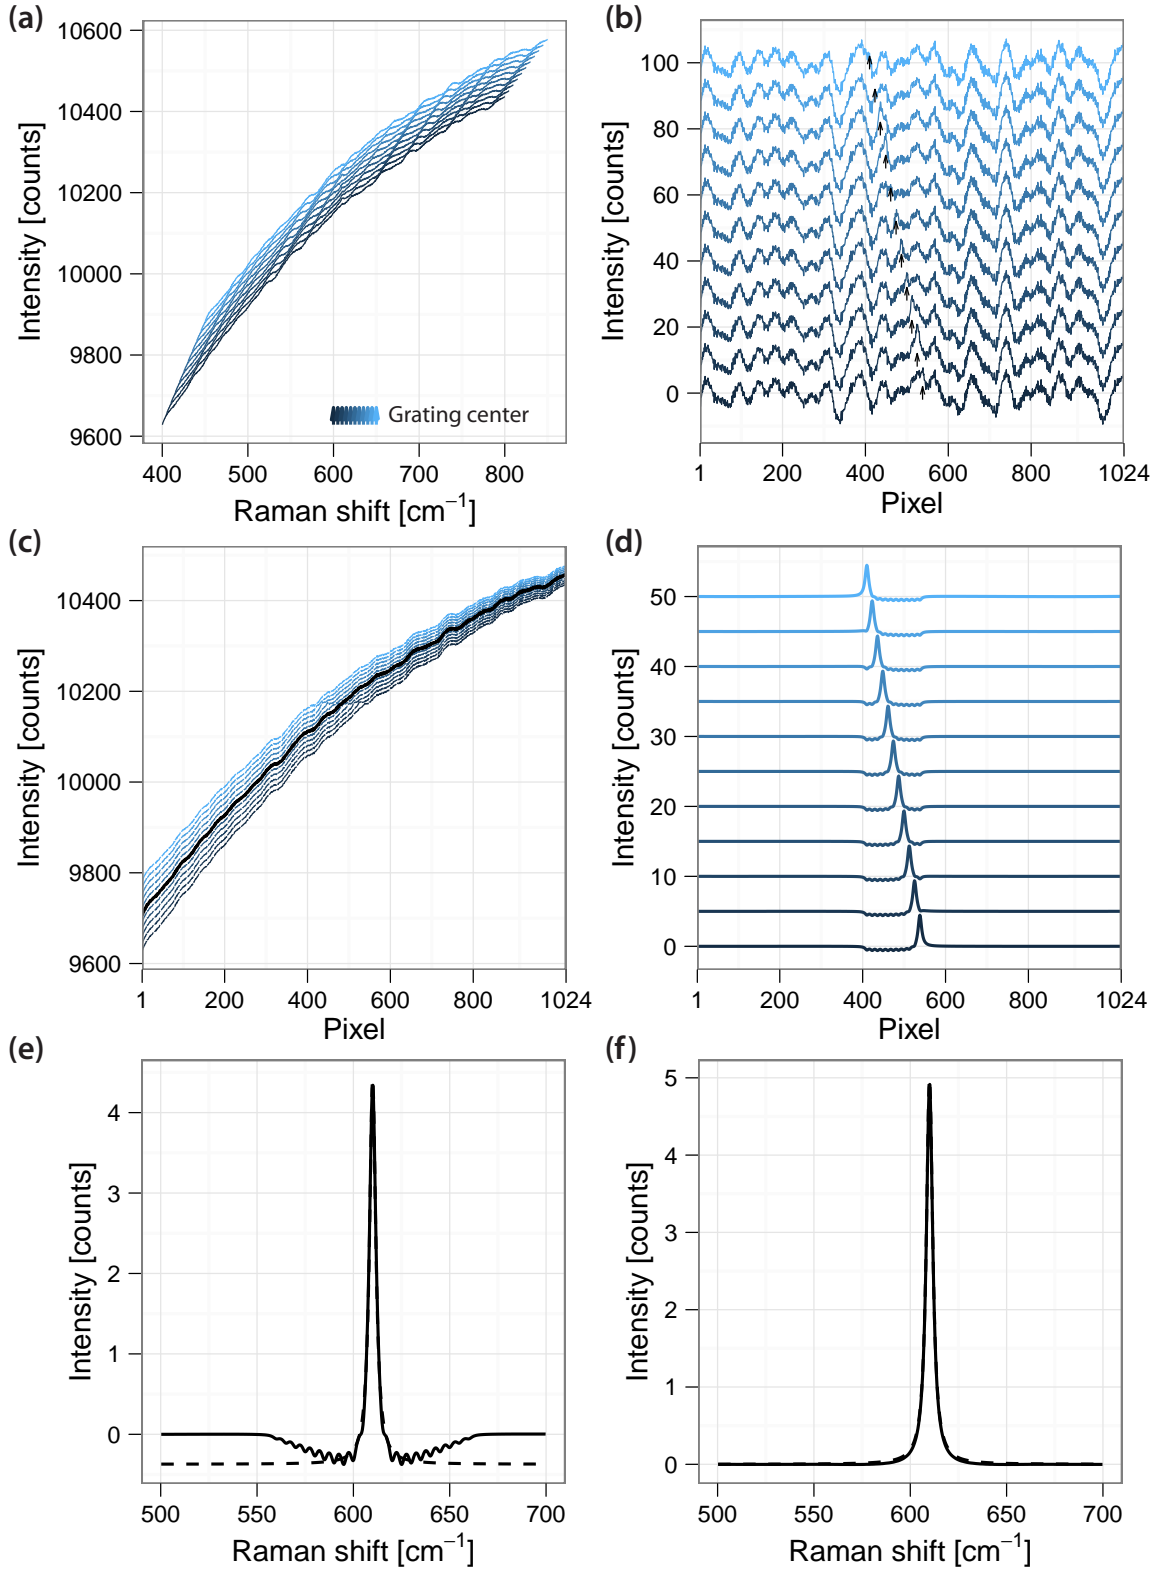 (a)
Intensity [counts]
10600
10400
10200
10000
9800
9600
Grating center
400 500 600 700 800
Raman shift [cm−1]
(b)
Intensity [counts]
100
80
60
40
20
0
1 200 400 600 800 1024
Pixel
(c)
Intensity [counts]
10400
10200
10000
9800
9600
1 200 400 600 800 1024
Pixel
(d)
Intensity [counts]
50
40
30
20
10
0
1 200 400 600 800 1024
Pixel
(e)
Intensity [counts]
4
3
2
1
0
500 550 600 650 700
Raman shift [cm−1]
(f)
Intensity [counts]
5
4
3
2
1
0
500 550 600 650 700
Raman shift [cm−1]